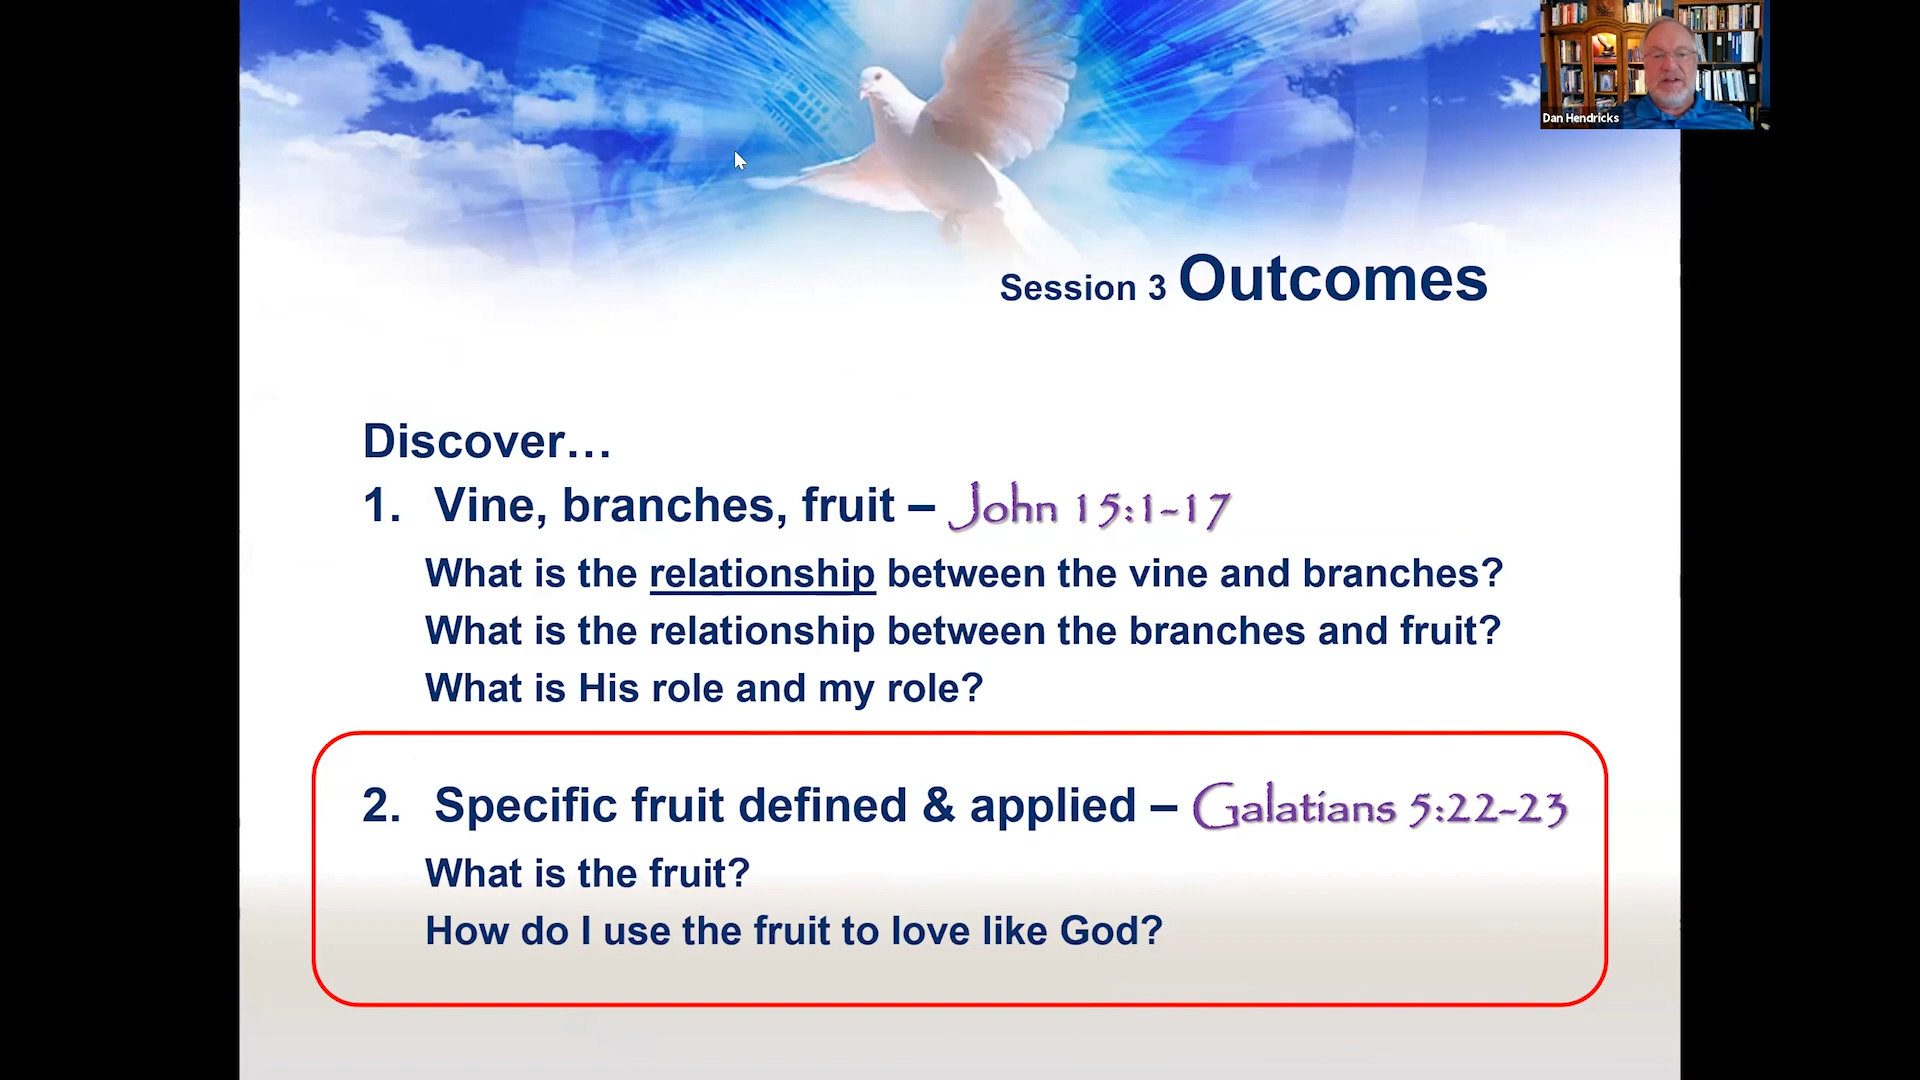 Dan Hendricks
Session 3 Outcomes
Discover...
1. Vine, branches, fruit – John 15:1-17
What is the relationship between the vine and branches?
What is the relationship between the branches and fruit?
What is His role and my role?
2. Specific fruit defined & applied – Galatians 5:22-23
What is the fruit?
How do I use the fruit to love like God?